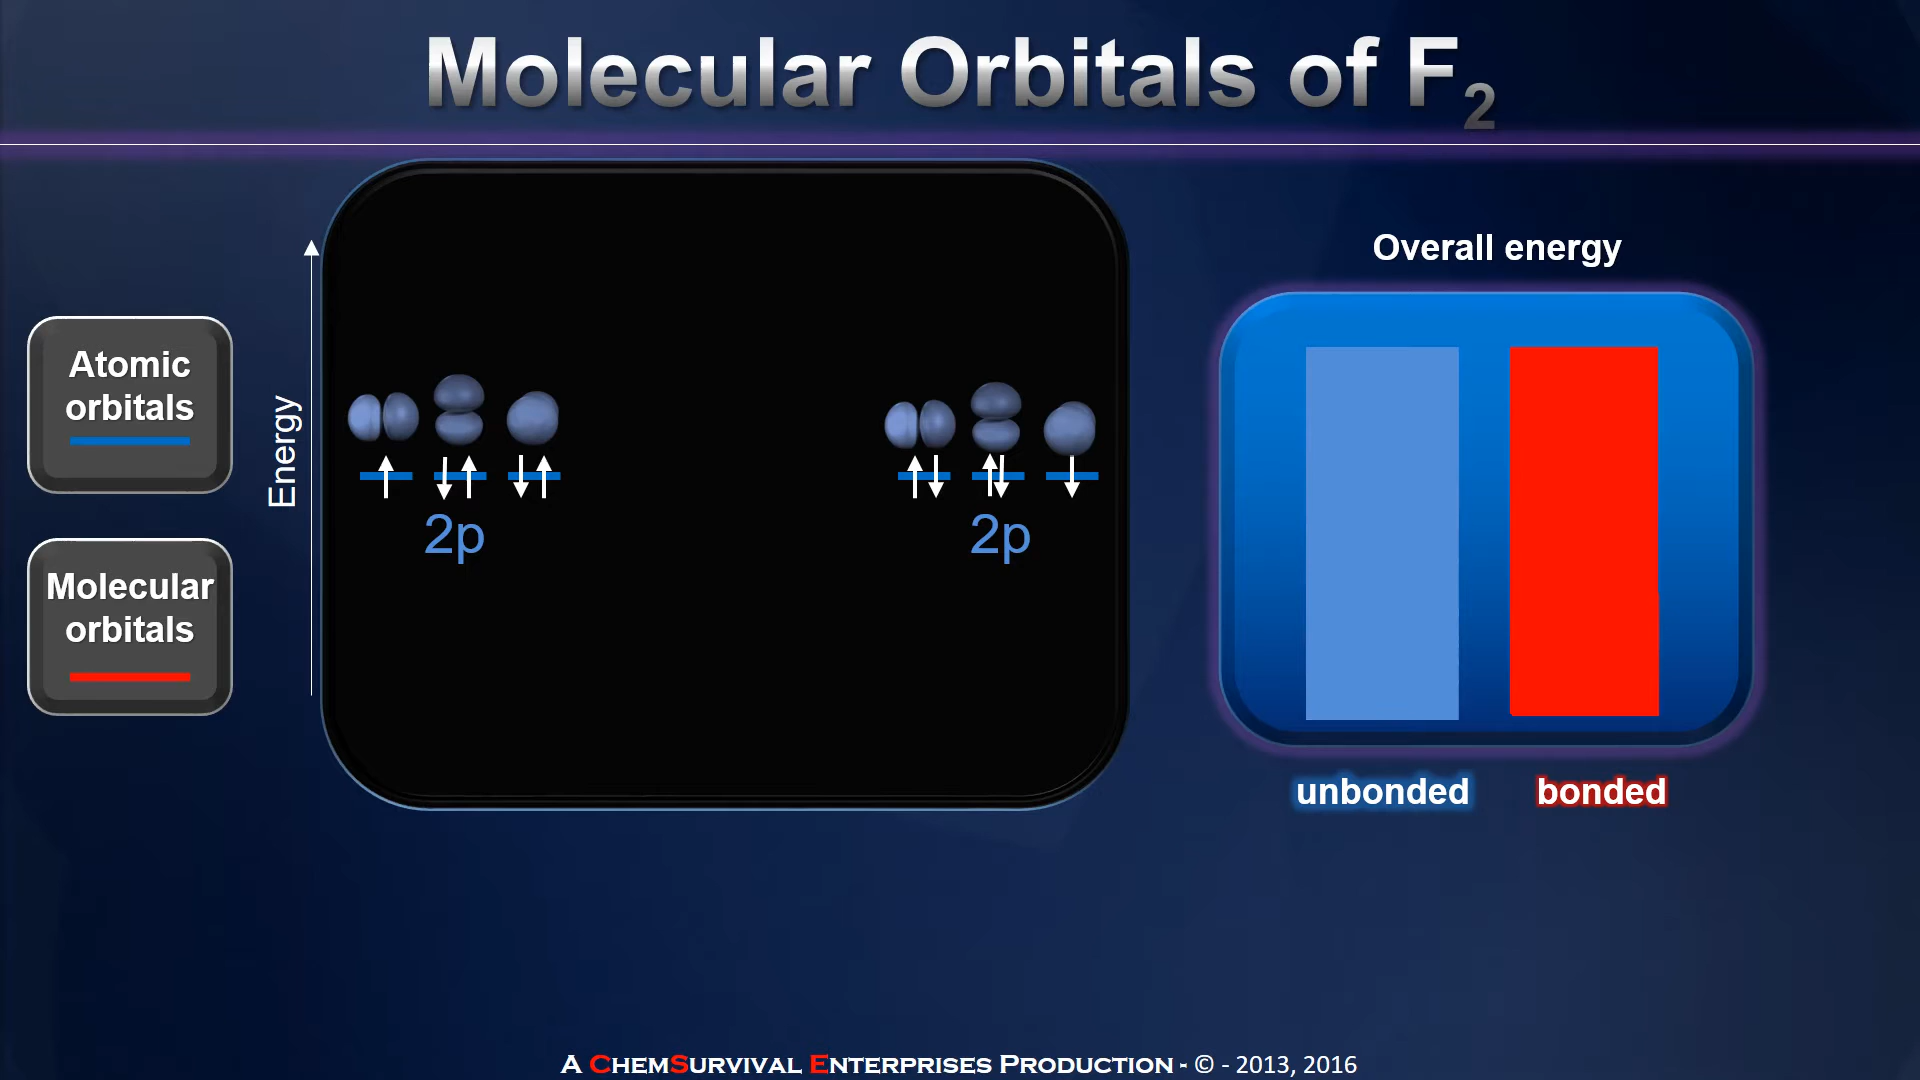 Molecular Orbitals of F₂
Energy
Atomic
orbitals
Molecular
orbitals
2p
2p
Overall energy
unbonded
bonded
A ChemSurvival Enterprises Production - © - 2013, 2016